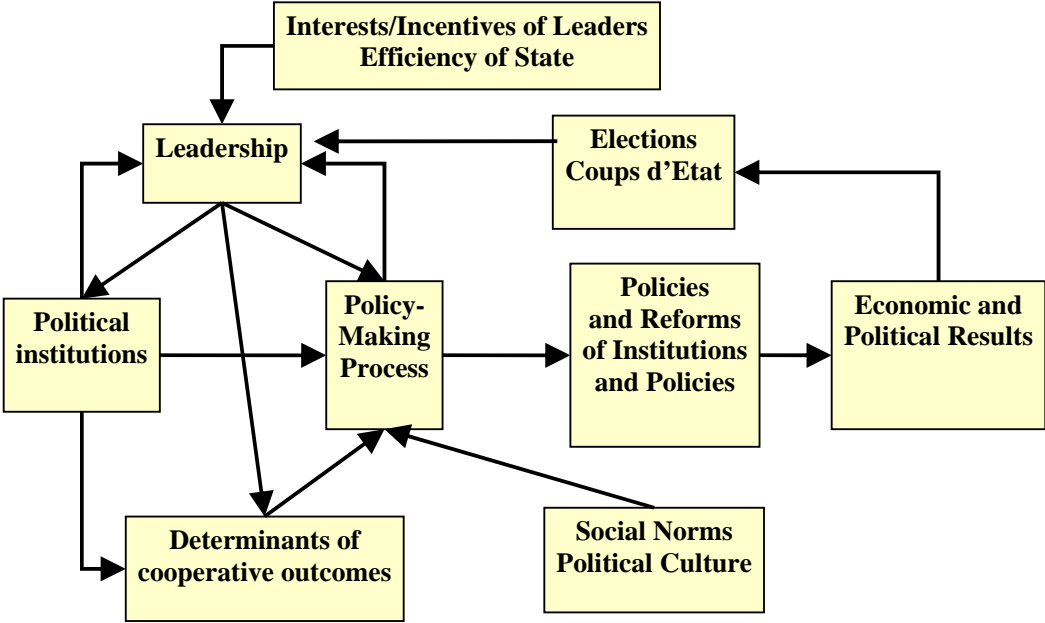 Interests/Incentives of Leaders
Efficiency of State
Leadership
Elections
Coups d’Etat
Political
institutions
Policy-
Making
Process
Policies
and Reforms
of Institutions
and Policies
Economic and
Political Results
Determinants of
cooperative outcomes
Social Norms
Political Culture